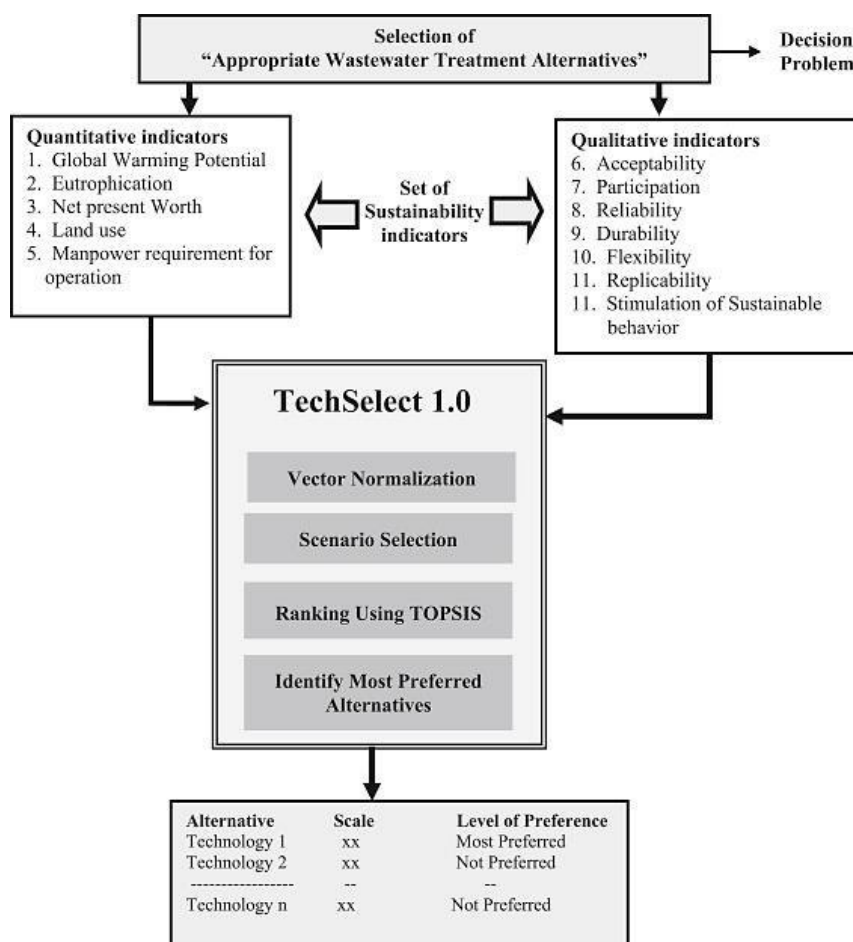 Selection of
“Appropriate Wastewater Treatment Alternatives”
Decision
Problem
Quantitative indicators
1. Global Warming Potential
2. Eutrophication
3. Net present Worth
4. Land use
5. Manpower requirement for
operation
Set of
Sustainability
indicators
Qualitative indicators
6. Acceptability
7. Participation
8. Reliability
9. Durability
10. Flexibility
11. Replicability
11. Stimulation of Sustainable
behavior
TechSelect 1.0
Vector Normalization
Scenario Selection
Ranking Using TOPSIS
Identify Most Preferred
Alternatives
Alternative Scale Level of Preference
Technology 1 xx Most Preferred
Technology 2 xx Not Preferred
----------------- -- --
Technology n xx Not Preferred